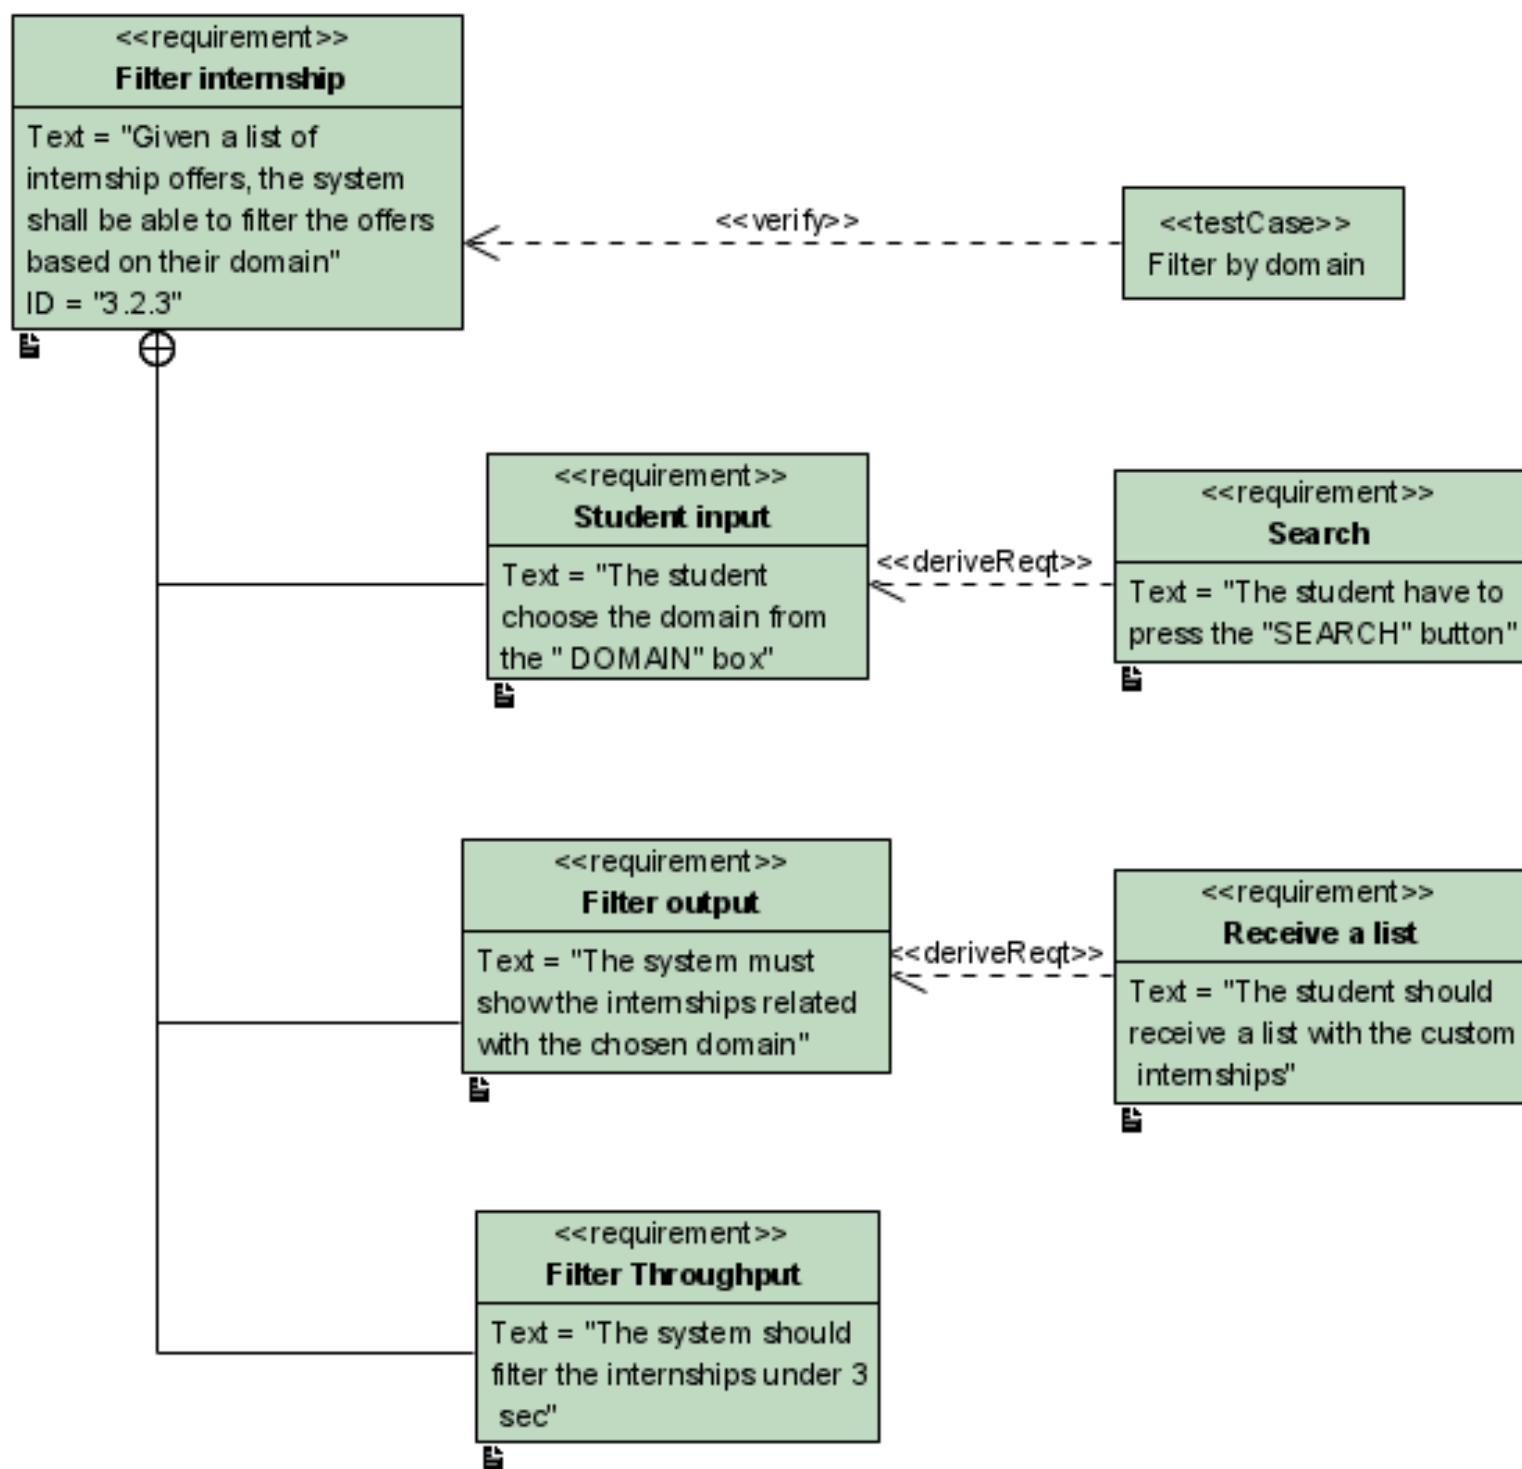 <<requirement>>
Filter internship
Text = "Given a list of
internship offers, the system
shall be able to filter the offers
based on their domain"
ID = "3.2.3"
<<verify>>
<<testCase>>
Filter by domain
<<requirement>>
Student input
Text = "The student
choose the domain from
the " DOMAIN" box"
<<deriveReqt>>
<<requirement>>
Search
Text = "The student have to
press the "SEARCH" button"
<<requirement>>
Filter output
Text = "The system must
show the internships related
with the chosen domain"
<<deriveReqt>>
<<requirement>>
Receive a list
Text = "The student should
receive a list with the custom
internships"
<<requirement>>
Filter Throughput
Text = "The system should
filter the internships under 3
sec"